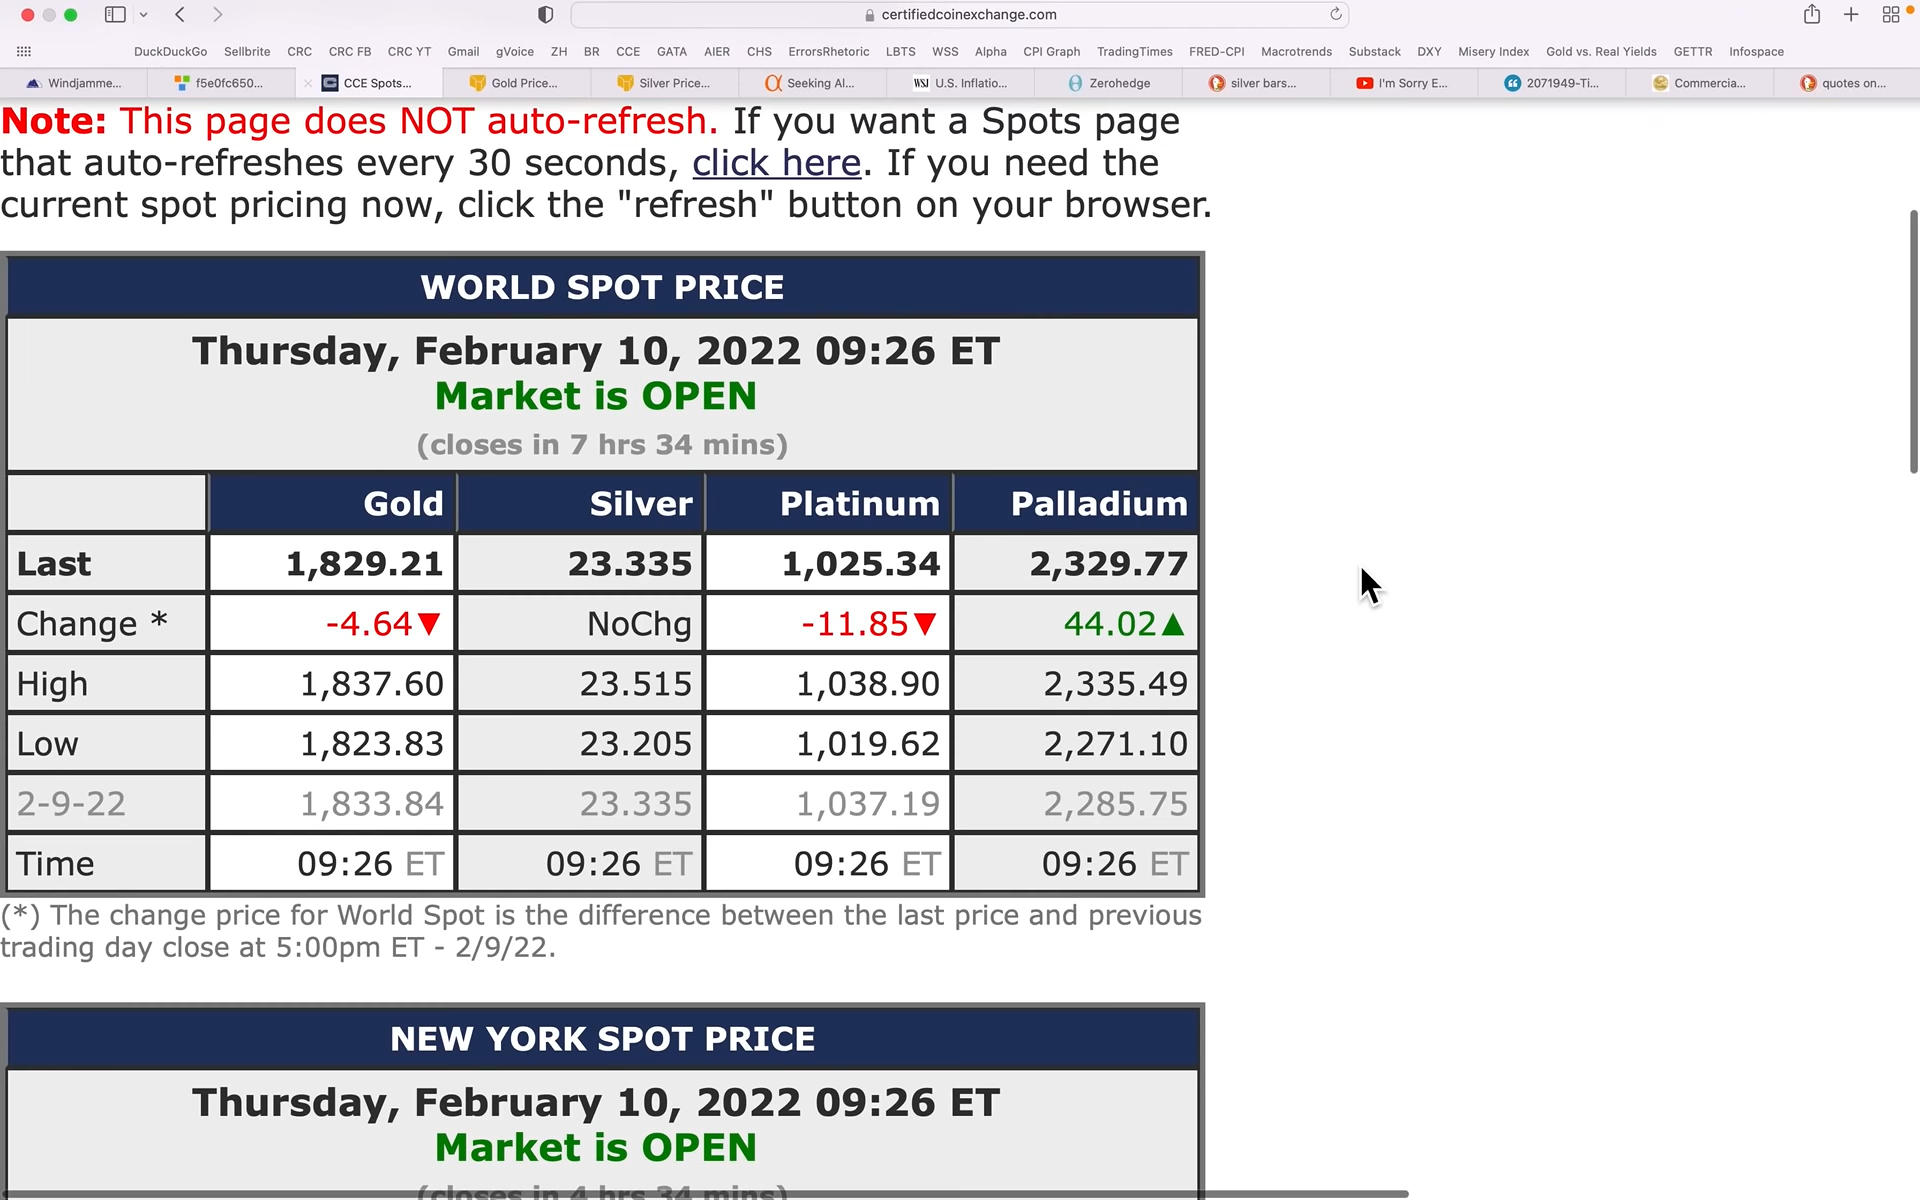 certifiedcoinexchange.com
DuckDuckGo Sellbrite CRC CRC FB CRC YT Gmail gVoice ZH BR CCE GATA AIER CHS ErrorsRhetoric LBTS WSS Alpha CPI Graph TradingTimes FRED-CPI Macrotrends Substack DXY Misery Index Gold vs. Real Yields GETTR Infospace
Windjamme... f5e0fc650... CCE Spots... Gold Price... Silver Price... Seeking Al... WSJ U.S. Inflatio... Zerohedge silver bars... I'm Sorry E... 2071949-Ti... Commercia... quotes on...
Note: This page does NOT auto-refresh. If you want a Spots page
that auto-refreshes every 30 seconds, click here. If you need the
current spot pricing now, click the "refresh" button on your browser.
WORLD SPOT PRICE
Thursday, February 10, 2022 09:26 ET
Market is OPEN
(closes in 7 hrs 34 mins)
Gold Silver Platinum Palladium
Last 1,829.21 23.335 1,025.34 2,329.77
Change * -4.64▼ NoChg -11.85▼ 44.02▲
High 1,837.60 23.515 1,038.90 2,335.49
Low 1,823.83 23.205 1,019.62 2,271.10
2-9-22 1,833.84 23.335 1,037.19 2,285.75
Time 09:26 ET 09:26 ET 09:26 ET 09:26 ET
(*) The change price for World Spot is the difference between the last price and previous
trading day close at 5:00pm ET - 2/9/22.
NEW YORK SPOT PRICE
Thursday, February 10, 2022 09:26 ET
Market is OPEN
(closes in 4 hrs 34 mins)